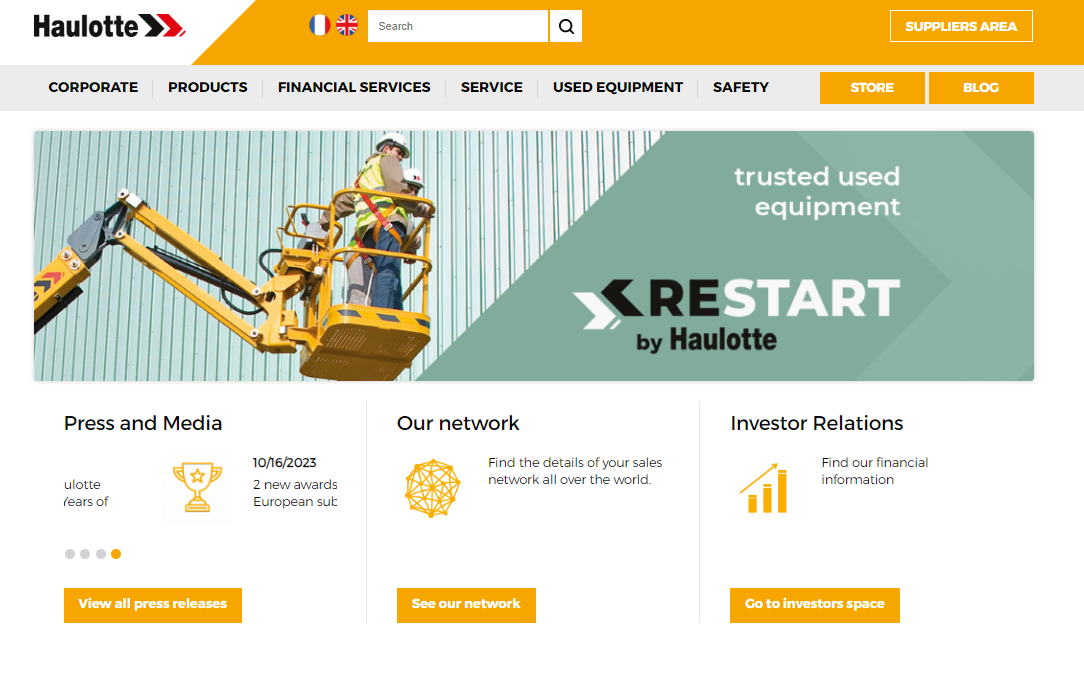 Haulotte
Search
SUPPLIERS AREA
CORPORATE
PRODUCTS
FINANCIAL SERVICES
SERVICE
USED EQUIPMENT
SAFETY
STORE
BLOG
trusted used
equipment
RESTART
by Haulotte
Press and Media
ulotte
Years of
10/16/2023
2 new awards
European sub
View all press releases
Our network
Find the details of your sales
network all over the world.
See our network
Investor Relations
Find our financial
information
Go to investors space